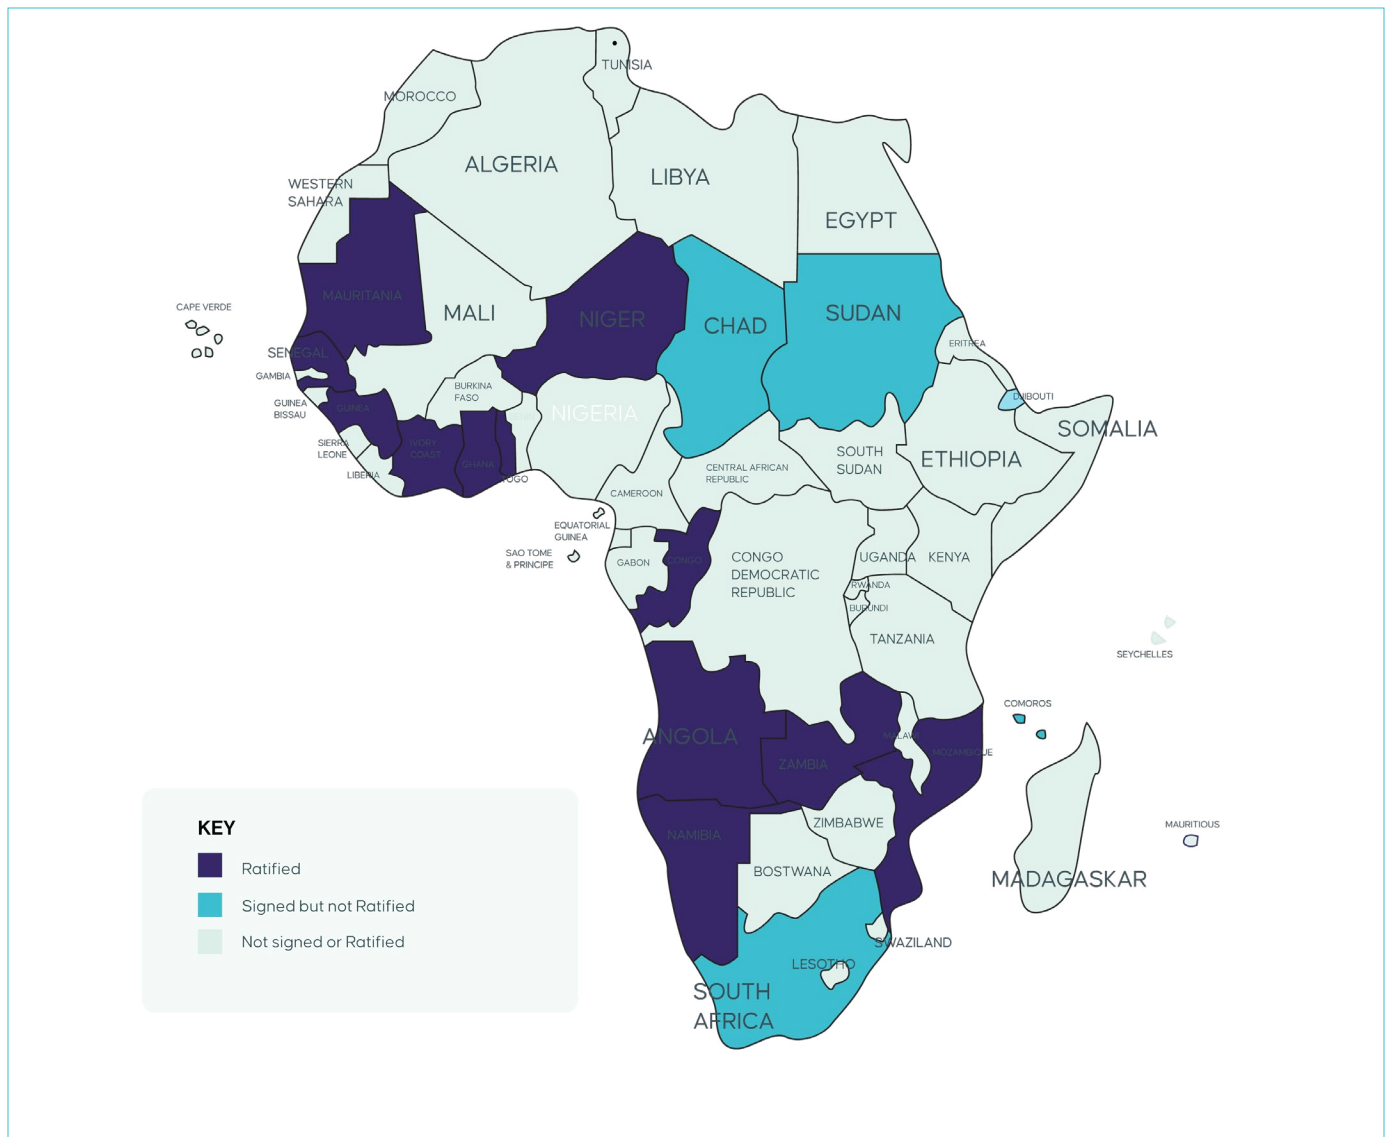 TUNISIA
MOROCCO
ALGERIA
LIBYA
WESTERN
SAHARA
EGYPT
MAURITANIA
CAPE VERDE
MALI
NIGER
CHAD
SUDAN
ERITREA
SENEGAL
GAMBIA
BURKINA
FASO
DJIBOUTI
GUINEA
BISSAU
GUINEA
NIGERIA
SOMALIA
SIERRA
LEONE
IVORY
COAST
GHANA
SOUTH
SUDAN
ETHIOPIA
LIBERIA
TOGO
CENTRAL AFRICAN
REPUBLIC
CAMEROON
EQUATORIAL
GUINEA
SAO TOME
& PRINCIPE
GABON
CONGO
CONGO
DEMOCRATIC
REPUBLIC
UGANDA
KENYA
RWANDA
BURUNDI
TANZANIA
SEYCHELLES
COMOROS
ANGOLA
MALAWI
MOZAMBIQUE
ZAMBIA
NAMIBIA
ZIMBABWE
MAURITIOUS
BOSTWANA
MADAGASKAR
SWAZILAND
LESOTHO
SOUTH
AFRICA
KEY
Ratified
Signed but not Ratified
Not signed or Ratified